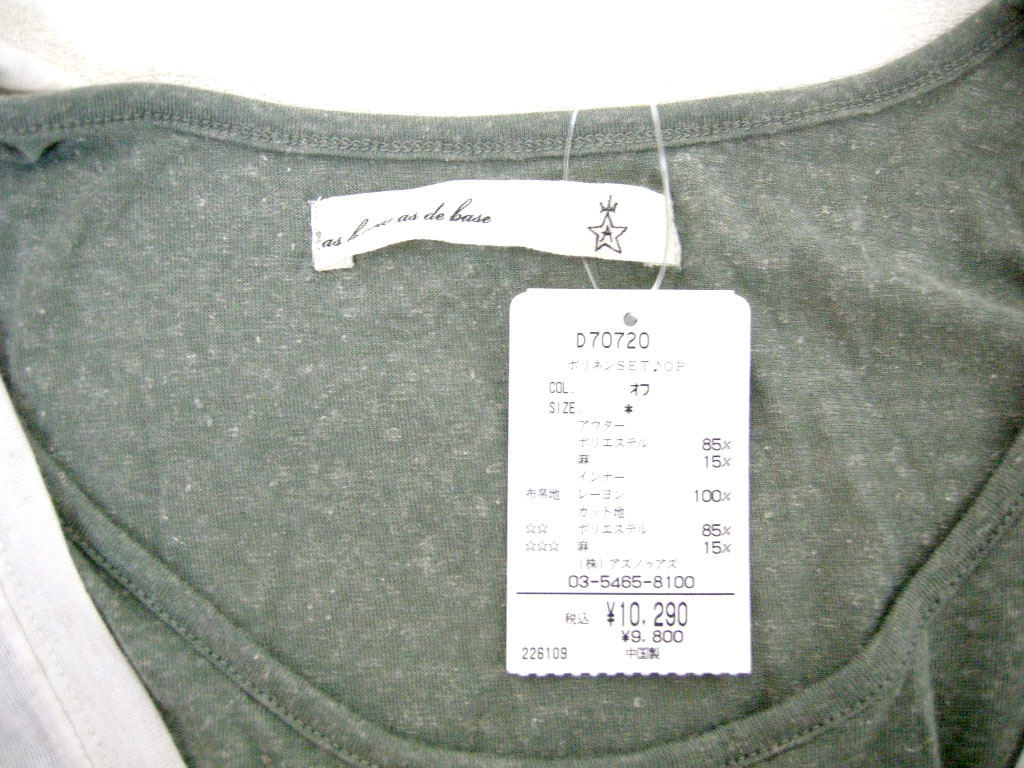 as know as de base
A
D70720
ポリネンSET♪OP
COL. オフ
SIZE. *
アウター
ポリエステル 85%
麻 15%
インナー
布帛地 レーヨン 100%
カット地
☆☆ ポリエステル 85%
☆☆☆ 麻 15%
(株)アズノゥアズ
03-5465-8100
税込 ¥10,290
¥9,800
226109 中国製